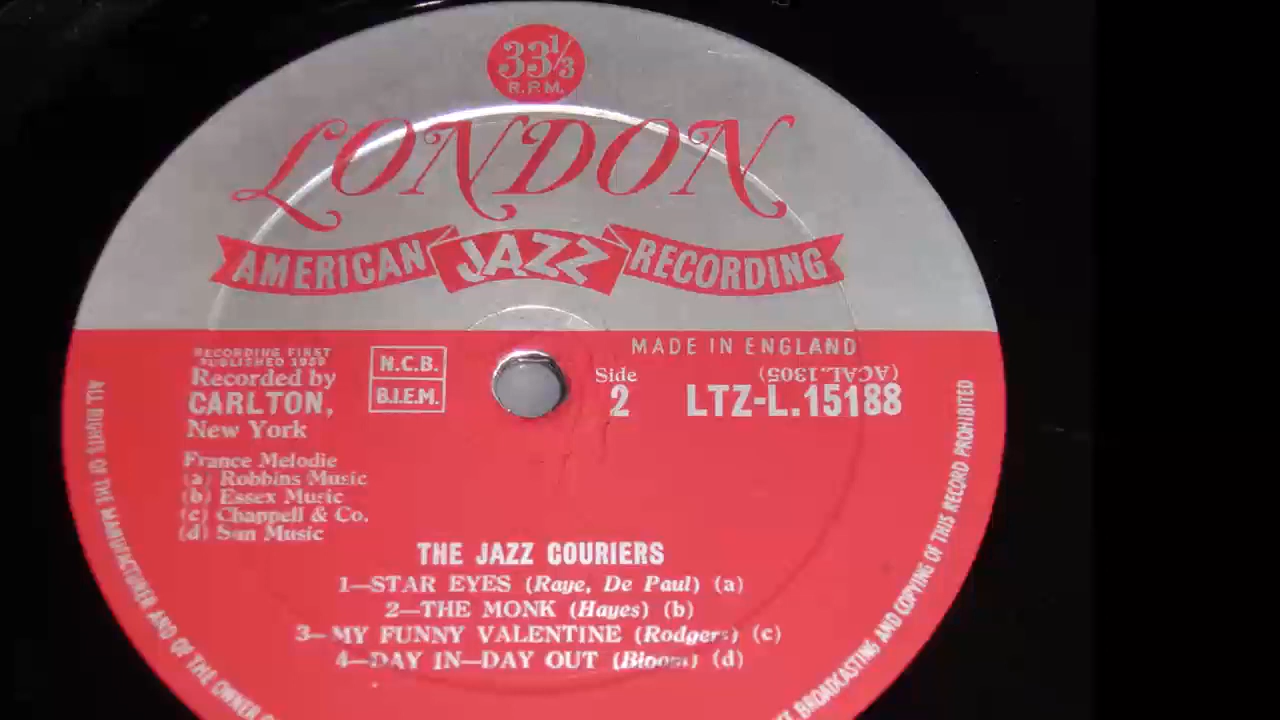 33 1/3
R.P.M.
LONDON
AMERICAN JAZZ RECORDING
RECORDING FIRST
PUBLISHED 1959
Recorded by
CARLTON,
New York
N.C.B.
B.I.E.M.
MADE IN ENGLAND
Side
2
(ACAL.1305)
LTZ-L.15188
France Melodie
(a) Robbins Music
(b) Essex Music
(c) Chappell & Co.
(d) Sun Music
THE JAZZ COURIERS
1—STAR EYES (Raye, De Paul) (a)
2—THE MONK (Hayes) (b)
3—MY FUNNY VALENTINE (Rodgers) (c)
4—DAY IN—DAY OUT (Bloom) (d)
ALL RIGHTS OF THE MANUFACTURER AND OF THE OWNER
BROADCASTING AND COPYING OF THIS RECORD PROHIBITED